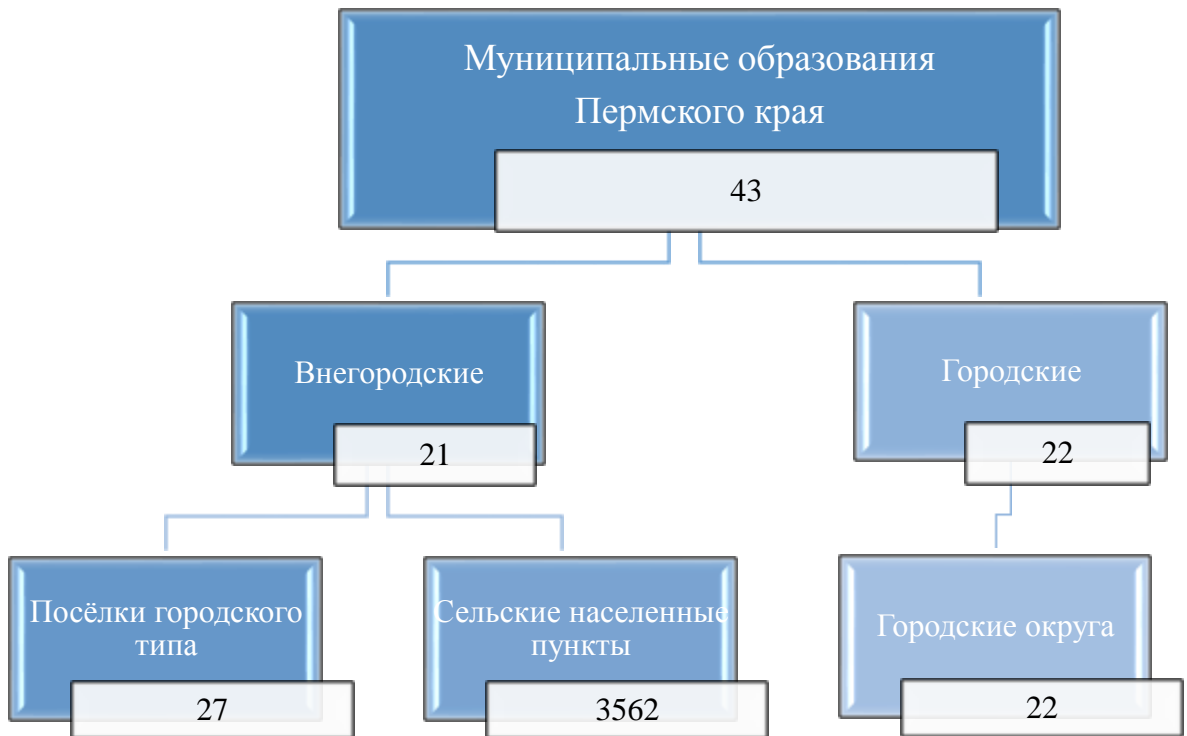 Муниципальные образования
Пермского края
43
Внегородские
21
Городские
22
Посёлки городского
типа
27
Сельские населенные
пункты
3562
Городские округа
22